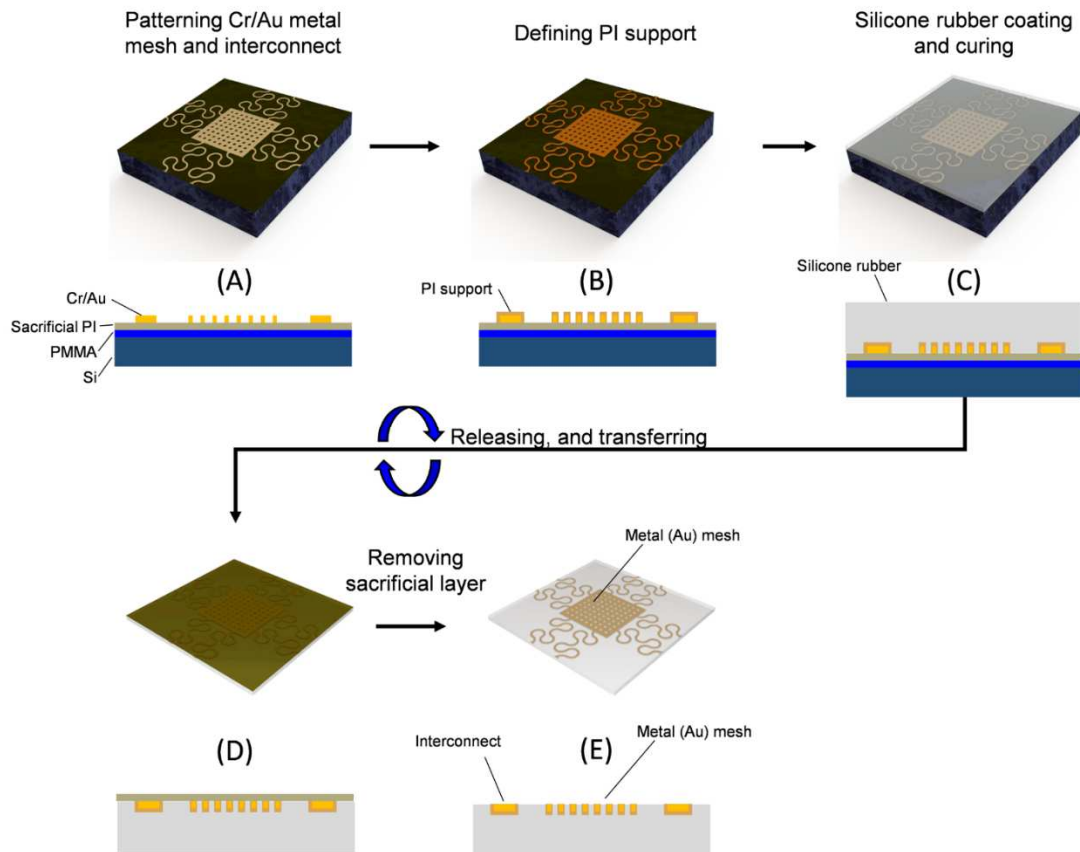 Patterning Cr/Au metal
mesh and interconnect
Defining PI support
Silicone rubber coating
and curing
(A)
(B)
(C)
Cr/Au
Sacrificial PI
PMMA
Si
PI support
Silicone rubber
Releasing, and transferring
Removing
sacrificial layer
Metal (Au) mesh
(D)
(E)
Interconnect
Metal (Au) mesh